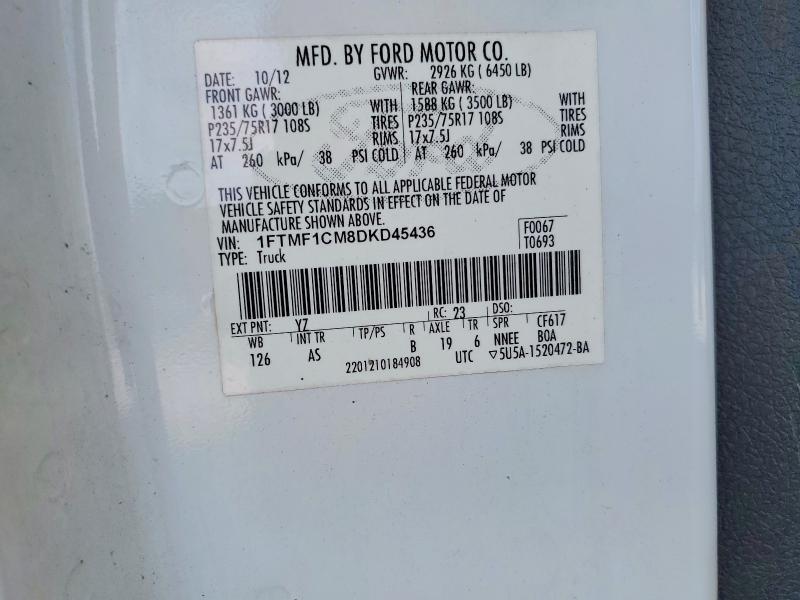 MFD. BY FORD MOTOR CO.
DATE: 10/12 GVWR: 2926 KG ( 6450 LB)
FRONT GAWR: REAR GAWR:
1361 KG ( 3000 LB) WITH 1588 KG ( 3500 LB) WITH
P235/75R17 108S TIRES P235/75R17 108S TIRES
17x7.5J RIMS 17x7.5J RIMS
AT 260 kPa/ 38 PSI COLD AT 260 kPa/ 38 PSI COLD
THIS VEHICLE CONFORMS TO ALL APPLICABLE FEDERAL MOTOR
VEHICLE SAFETY STANDARDS IN EFFECT ON THE DATE OF
MANUFACTURE SHOWN ABOVE.
VIN: 1FTMF1CM8DKD45436 F0067
TYPE: Truck T0693
EXT PNT: YZ RC: 23 DSO:
WB INT TR TP/PS R AXLE TR SPR CF617
126 AS B 19 6 NNEE BOA
2201210184908 UTC ▽5U5A-1520472-BA